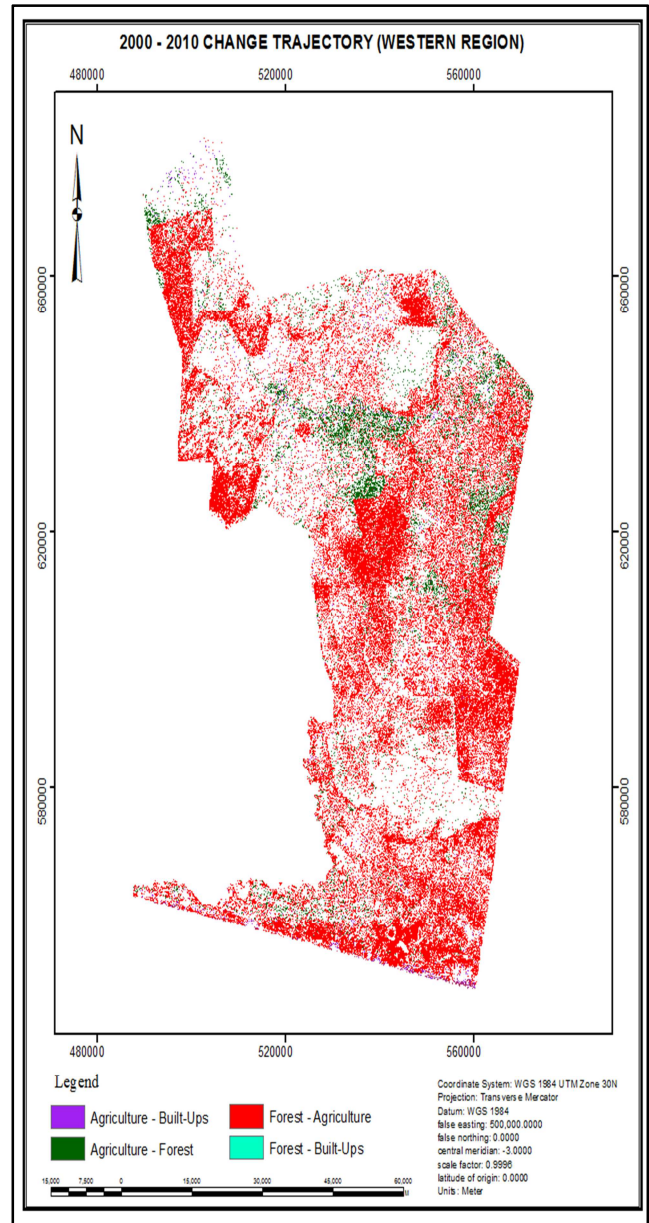 2000 - 2010 CHANGE TRAJECTORY (WESTERN REGION)
480000 520000 560000
N
660000 660000
620000 620000
580000 580000
480000 520000 560000
Legend
Agriculture - Built-Ups Forest - Agriculture
Agriculture - Forest Forest - Built-Ups
Coordinate System: WGS 1984 UTM Zone 30N
Projection: Transverse Mercator
Datum: WGS 1984
false easting: 500,000.0000
false northing: 0.0000
central meridian: -3.0000
scale factor: 0.9996
latitude of origin: 0.0000
Units: Meter
15,000 7,500 0 15,000 30,000 45,000 60,000
M